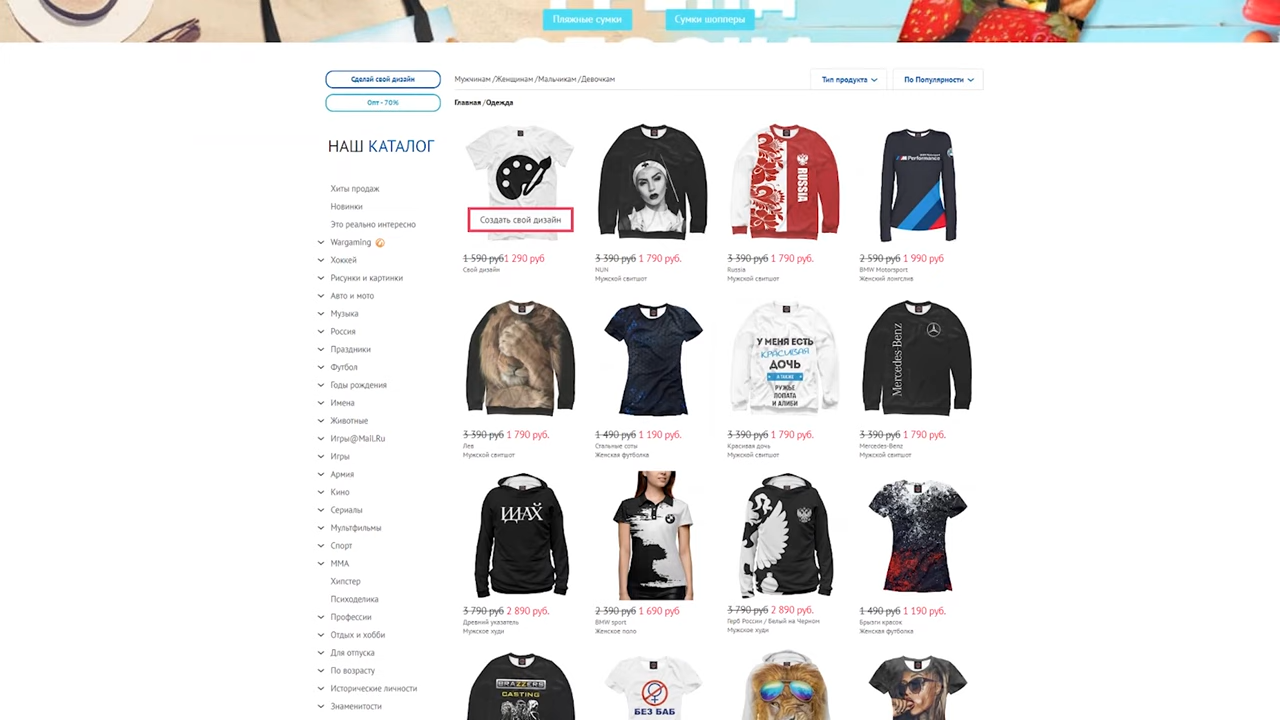 Пляжные сумки
Сумки шопперы
Сделай свой дизайн
Опт - 70%
Мужчинам /Женщинам /Мальчикам /Девочкам
Тип продукта
По Популярности
Главная /Одежда
НАШ КАТАЛОГ
Хиты продаж
Новинки
Это реально интересно
Wargaming
Хоккей
Рисунки и картинки
Авто и мото
Музыка
Россия
Праздники
Футбол
Годы рождения
Имена
Животные
Игры@Mail.Ru
Игры
Армия
Кино
Сериалы
Мультфильмы
Спорт
ММА
Хипстер
Психоделика
Профессии
Отдых и хобби
Для отпуска
По возрасту
Исторические личности
Знаменитости
Создать свой дизайн
1 590 руб 1 290 руб
Свой дизайн
3 390 руб 1 790 руб.
NUN
Мужской свитшот
RUSSIA
3 390 руб 1 790 руб.
Russia
Мужской свитшот
Performance
2 590 руб 1 990 руб
BMW Motorsport
Женский лонгслив
3 390 руб 1 790 руб.
Лев
Мужской свитшот
1 490 руб 1 190 руб.
Стальные соты
Женская футболка
У МЕНЯ ЕСТЬ
КРАСИВАЯ
ДОЧЬ
А ТАКЖЕ
РУЖЬЕ
ЛОПАТА
И АЛИБИ
3 390 руб 1 790 руб.
Красивая дочь
Мужской свитшот
Mercedes-Benz
3 390 руб 1 790 руб.
Mercedes-Benz
Мужской свитшот
3 790 руб 2 890 руб.
Древний указатель
Мужское худи
2 390 руб 1 690 руб
BMW sport
Женское поло
3 790 руб 2 890 руб.
Герб России / Белый на Черном
Мужское худи
1 490 руб 1 190 руб.
Брызги красок
Женская футболка
BRAZZERS
CASTING
БЕЗ БАБ